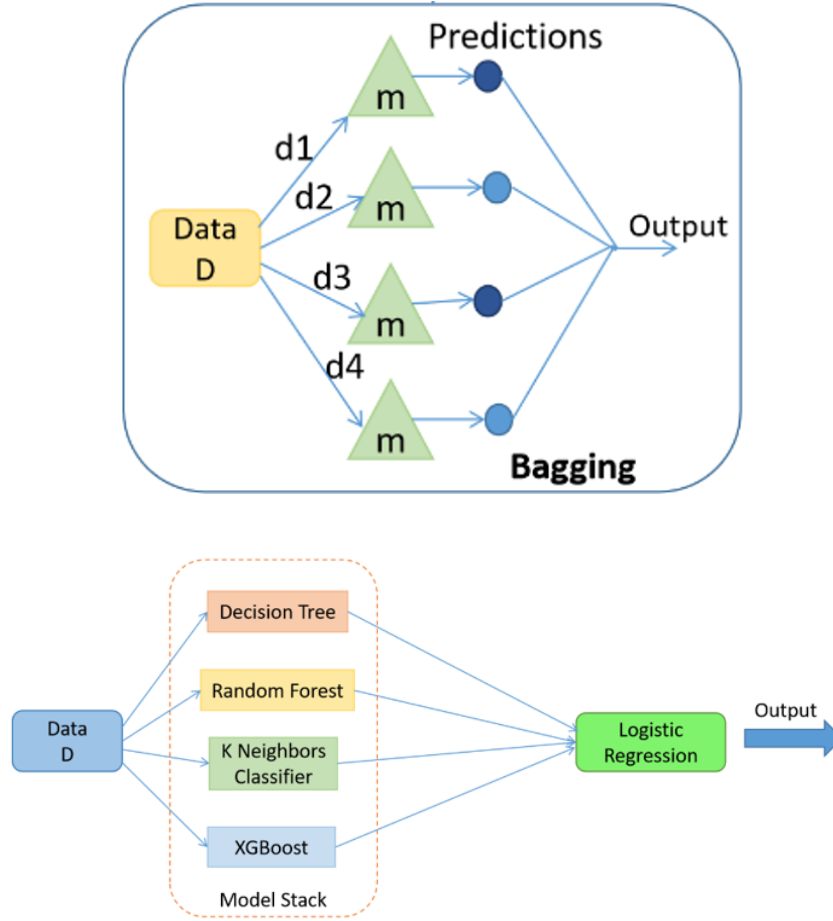 Predictions
m
d1
m
d2
Data
D
Output
d3
m
d4
m
Bagging
Decision Tree
Random Forest
Data
D
K Neighbors
Classifier
Logistic
Regression
Output
XGBoost
Model Stack